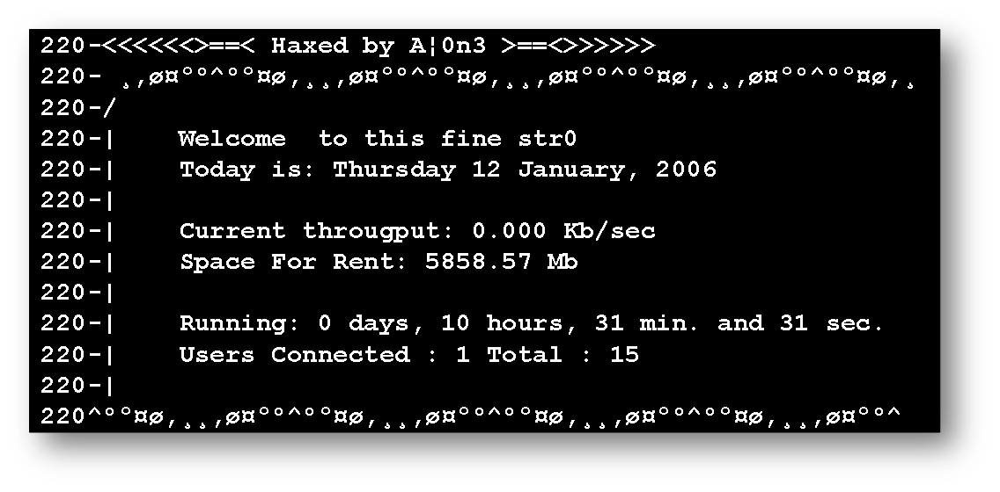 220-<<<<<<>==< Haxed by A¦0n3 >==<>>>>>>
220- ¸,ø¤º°^°º¤ø,¸¸,ø¤º°^°º¤ø,¸¸,ø¤º°^°º¤ø,¸¸,ø¤º°^°º¤ø,¸
220-/
220-|    Welcome  to this fine str0
220-|    Today is: Thursday 12 January, 2006
220-|
220-|    Current througput: 0.000 Kb/sec
220-|    Space For Rent: 5858.57 Mb
220-|
220-|    Running: 0 days, 10 hours, 31 min. and 31 sec.
220-|    Users Connected : 1 Total : 15
220-|
220^°º¤ø,¸¸,ø¤º°^°º¤ø,¸¸,ø¤º°^°º¤ø,¸¸,ø¤º°^°º¤ø,¸¸,ø¤º°^